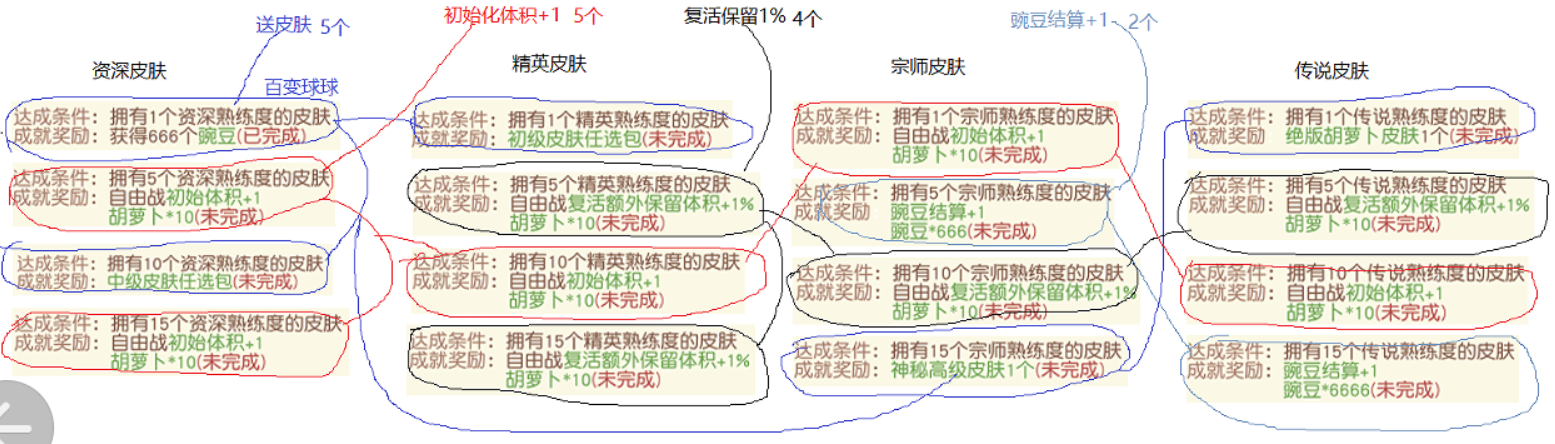 送皮肤 5个
初始化体积+1 5个
复活保留1% 4个
豌豆结算+1- 2个
资深皮肤
百变球球
达成条件：拥有1个资深熟练度的皮肤
成就奖励：获得666个豌豆(已完成)
达成条件：拥有5个资深熟练度的皮肤
成就奖励：自由战初始体积+1
胡萝卜*10(未完成)
达成条件：拥有10个资深熟练度的皮肤
成就奖励：中级皮肤任选包(未完成)
达成条件：拥有15个资深熟练度的皮肤
成就奖励：自由战初始体积+1
胡萝卜*10(未完成)
精英皮肤
达成条件：拥有1个精英熟练度的皮肤
成就奖励：初级皮肤任选包(未完成)
达成条件：拥有5个精英熟练度的皮肤
成就奖励：自由战复活额外保留体积+1%
胡萝卜*10(未完成)
达成条件：拥有10个精英熟练度的皮肤
成就奖励：自由战初始体积+1
胡萝卜*10(未完成)
达成条件：拥有15个精英熟练度的皮肤
成就奖励：自由战复活额外保留体积+1%
胡萝卜*10(未完成)
宗师皮肤
达成条件：拥有1个宗师熟练度的皮肤
成就奖励：自由战初始体积+1
胡萝卜*10(未完成)
达成条件：拥有5个宗师熟练度的皮肤
成就奖励 豌豆结算+1
豌豆*666(未完成)
达成条件：拥有10个宗师熟练度的皮肤
成就奖励：自由战复活额外保留体积+1%
胡萝卜*10(未完成)
达成条件：拥有15个宗师熟练度的皮肤
成就奖励：神秘高级皮肤1个(未完成)
传说皮肤
达成条件：拥有1个传说熟练度的皮肤
成就奖励：绝版胡萝卜皮肤1个(未完成)
达成条件：拥有5个传说熟练度的皮肤
成就奖励：自由战复活额外保留体积+1%
胡萝卜*10(未完成)
达成条件：拥有10个传说熟练度的皮肤
成就奖励：自由战初始体积+1
胡萝卜*10(未完成)
达成条件：拥有15个传说熟练度的皮肤
成就奖励：豌豆结算+1
豌豆*6666(未完成)